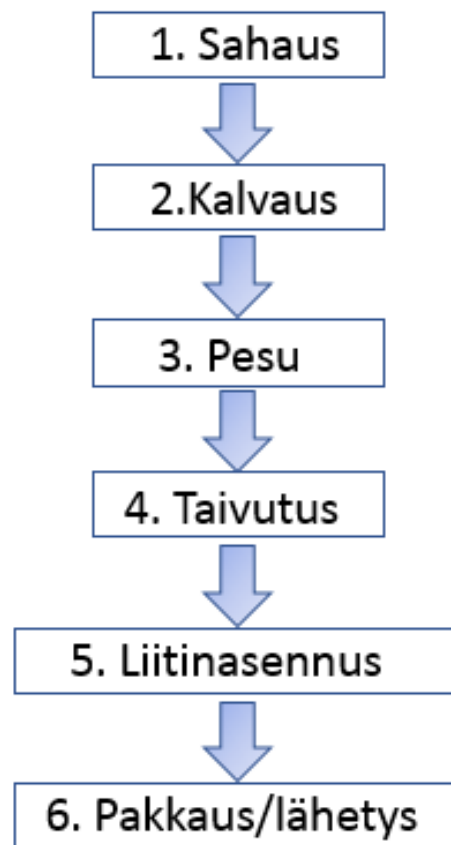 1. Sahaus
2.Kalvaus
3. Pesu
4. Taivutus
5. Liitinasennus
6. Pakkaus/lähetys